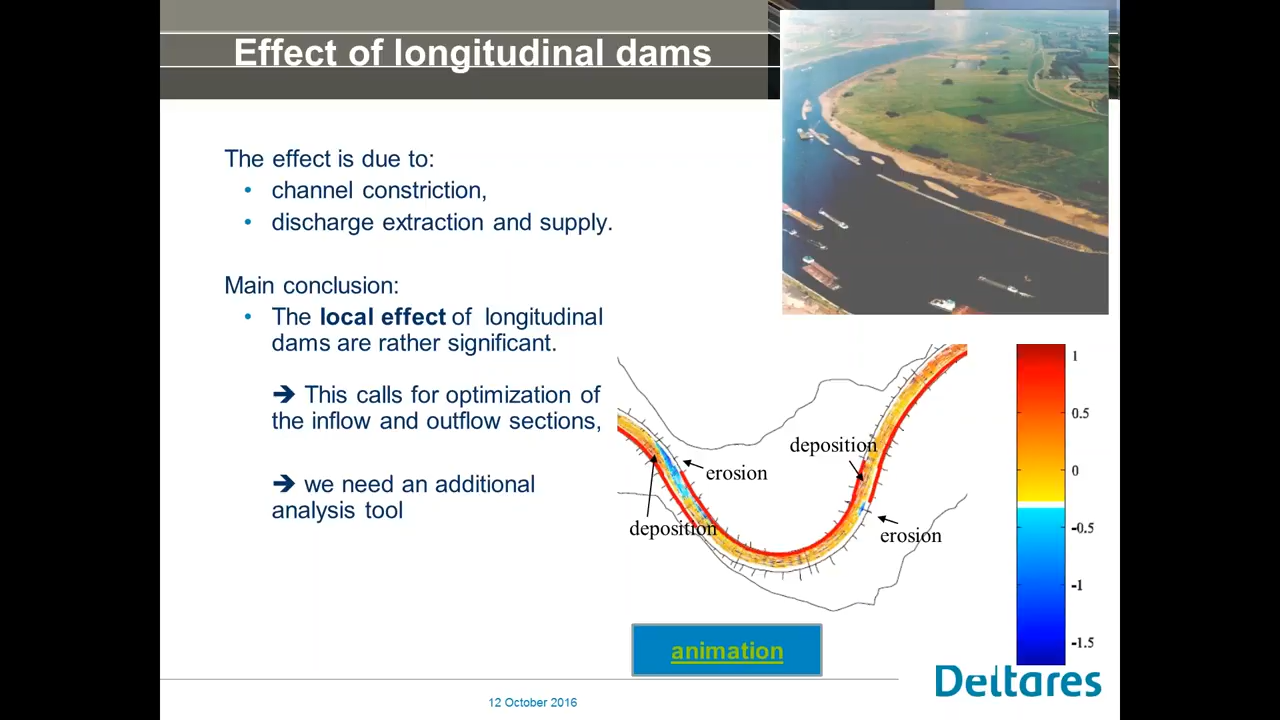 Effect of longitudinal dams
The effect is due to:
• channel constriction,
• discharge extraction and supply.
Main conclusion:
• The local effect of longitudinal
dams are rather significant.
➔ This calls for optimization of
the inflow and outflow sections,
➔ we need an additional
analysis tool
deposition
erosion
deposition
erosion
1
0.5
0
-0.5
-1
-1.5
animation
Deltares
12 October 2016